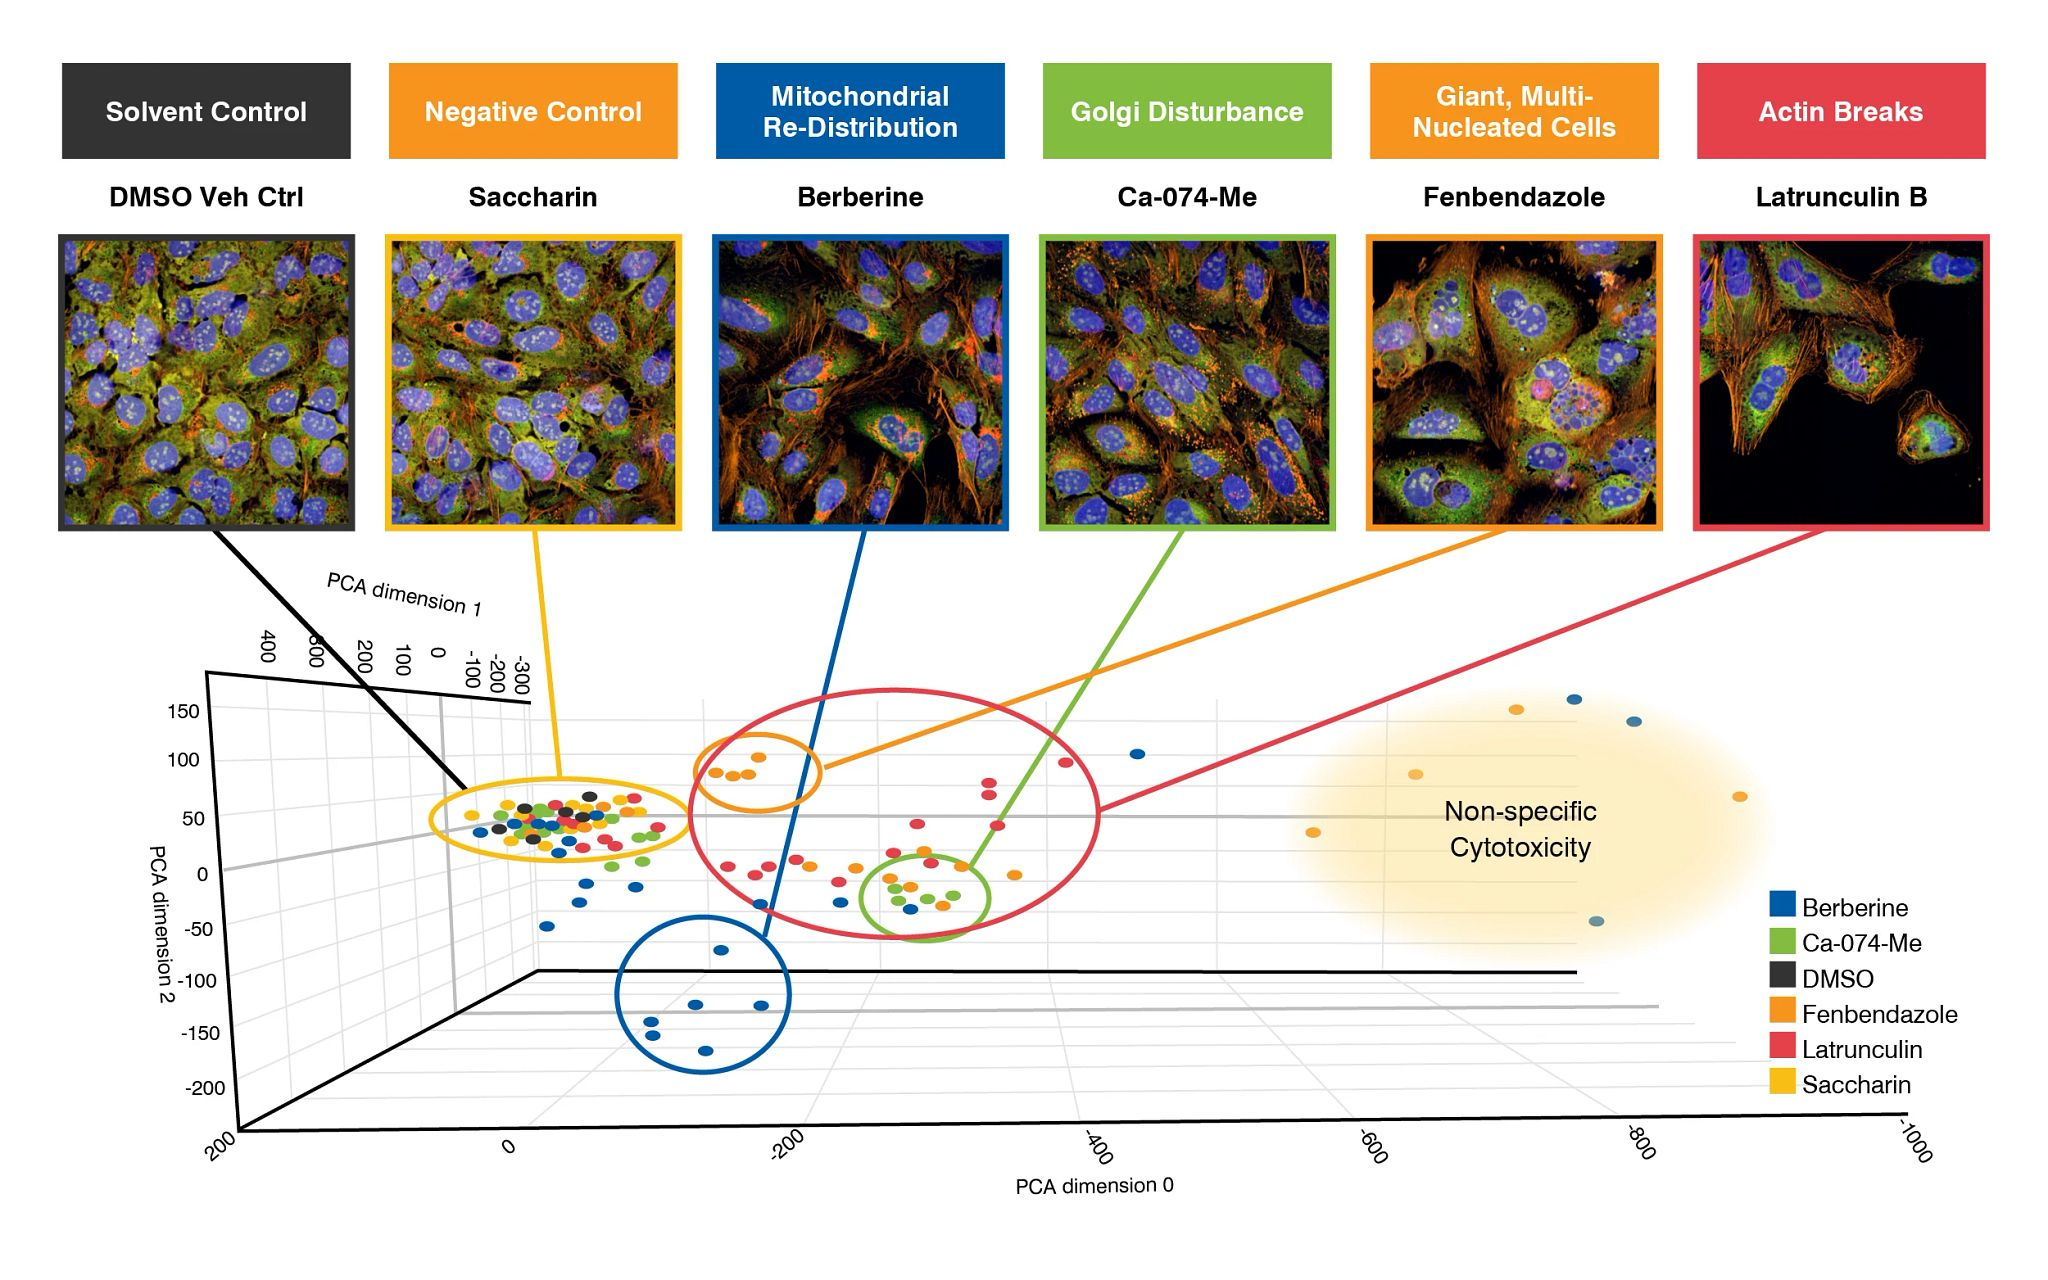 Solvent Control
Negative Control
Mitochondrial
Re-Distribution
Golgi Disturbance
Giant, Multi-
Nucleated Cells
Actin Breaks
DMSO Veh Ctrl
Saccharin
Berberine
Ca-074-Me
Fenbendazole
Latrunculin B
PCA dimension 1
400
300
200
100
0
-100
-200
-300
150
100
50
0
-50
-100
-150
-200
PCA dimension 2
Non-specific
Cytotoxicity
Berberine
Ca-074-Me
DMSO
Fenbendazole
Latrunculin
Saccharin
200
0
-200
-400
-600
-800
-1000
PCA dimension 0